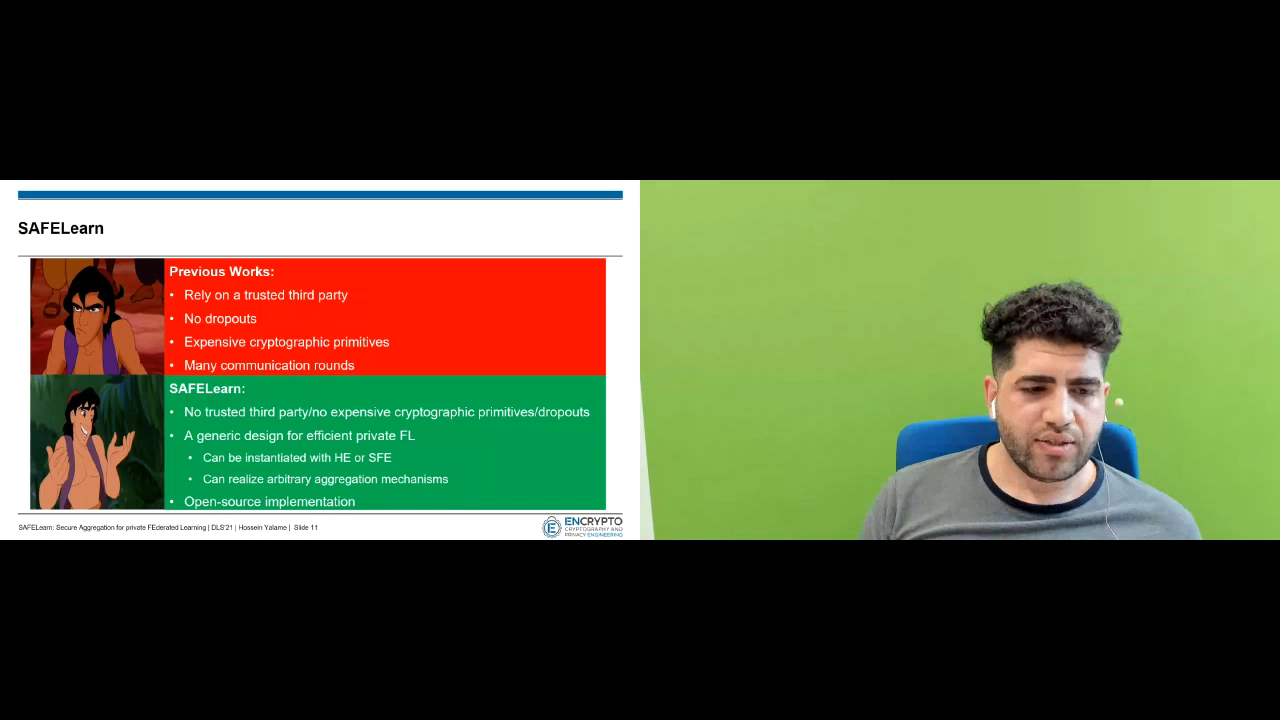 SAFELearn
Previous Works:
• Rely on a trusted third party
• No dropouts
• Expensive cryptographic primitives
• Many communication rounds
SAFELearn:
• No trusted third party/no expensive cryptographic primitives/dropouts
• A generic design for efficient private FL
• Can be instantiated with HE or SFE
• Can realize arbitrary aggregation mechanisms
• Open-source implementation
SAFELearn: Secure Aggregation for private FEderated Learning | DLS'21 | Hossein Yalame | Slide 11
ENCRYPTO
CRYPTOGRAPHY AND
PRIVACY ENGINEERING